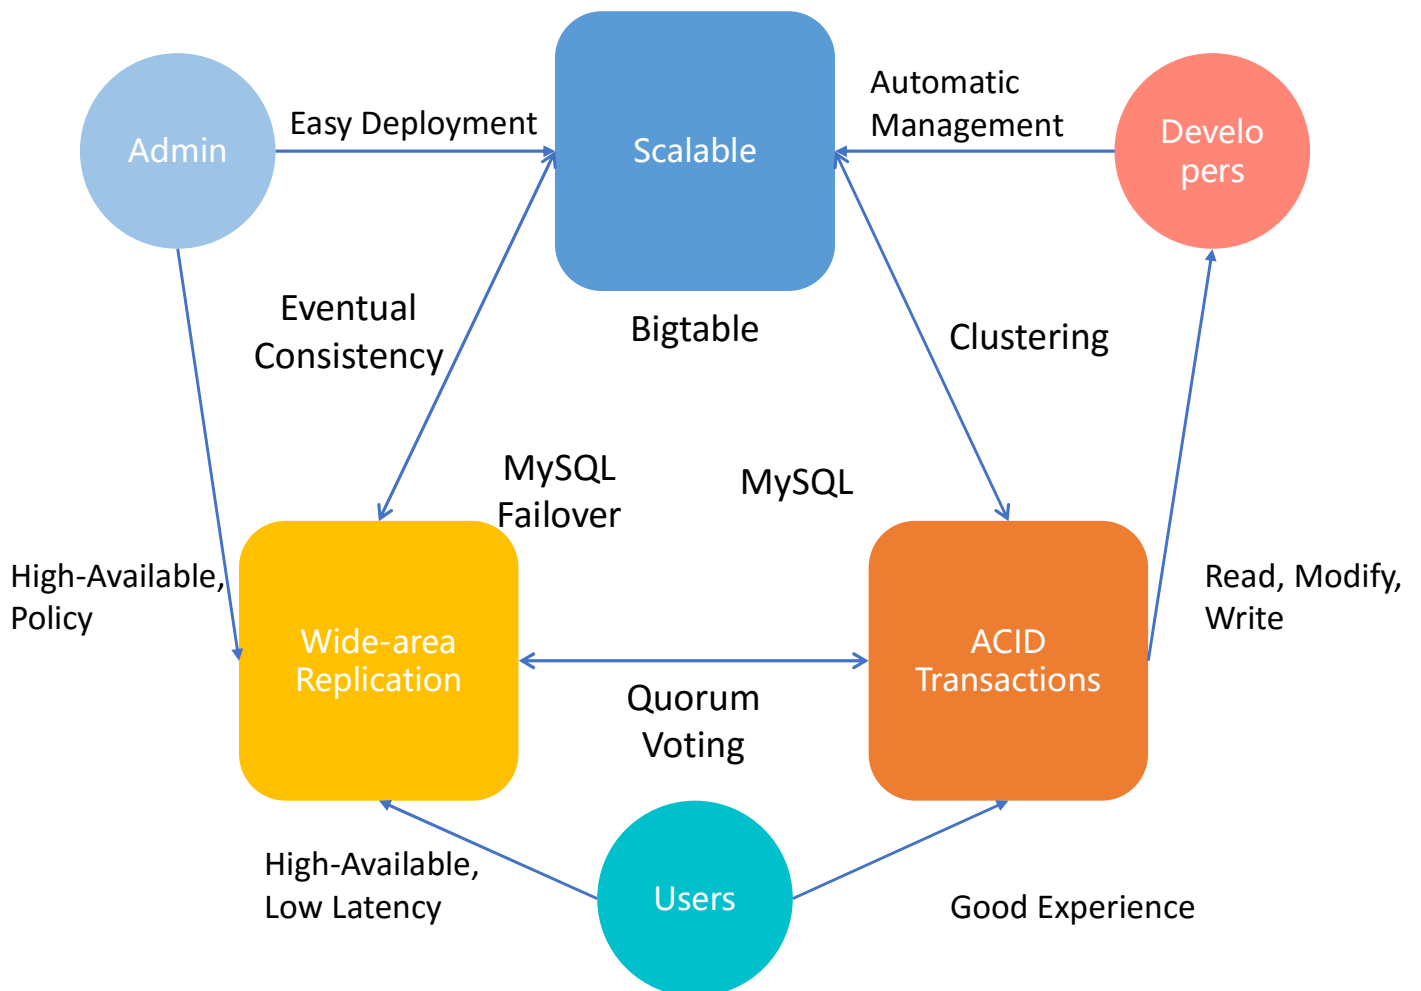 Admin
Easy Deployment
Scalable
Automatic
Management
Develo
pers
Eventual
Consistency
Bigtable
Clustering
MySQL
Failover
MySQL
High-Available,
Policy
Wide-area
Replication
Quorum
Voting
ACID
Transactions
Read, Modify,
Write
High-Available,
Low Latency
Users
Good Experience